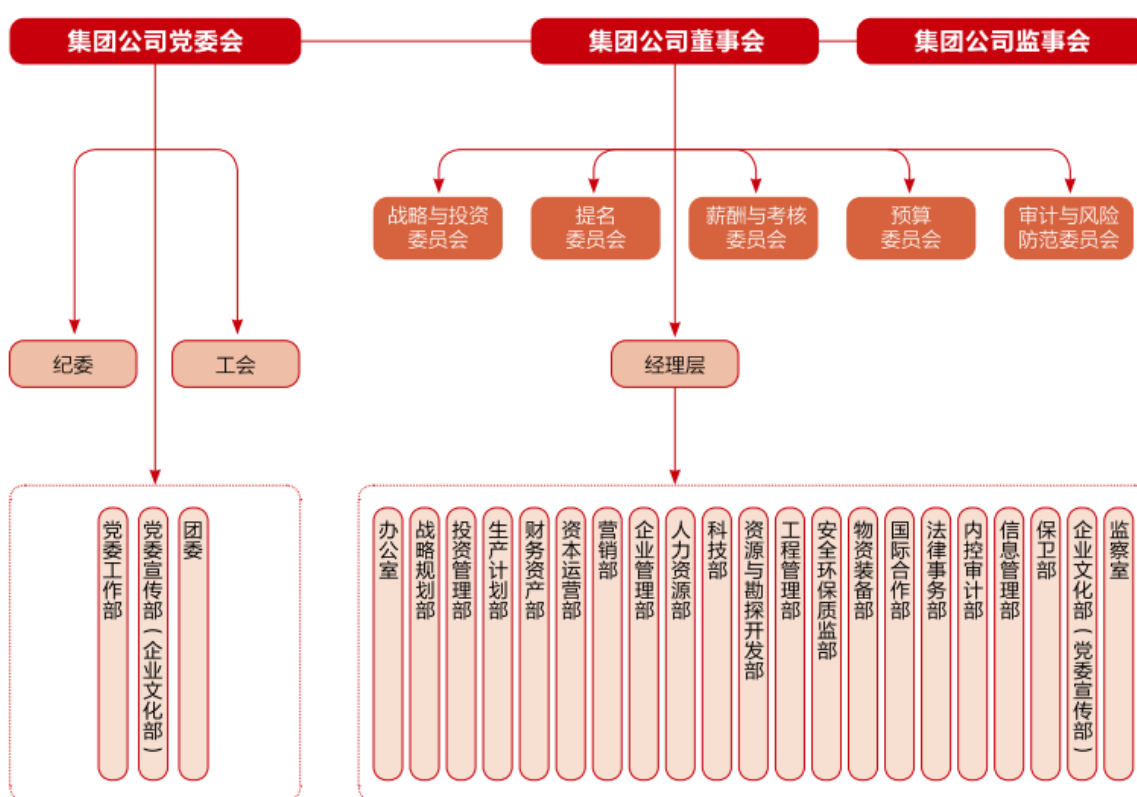 集团公司党委会
集团公司董事会
集团公司监事会
战略与投资
委员会
提名
委员会
薪酬与考核
委员会
预算
委员会
审计与风险
防范委员会
纪委
工会
经理层
党委工作部
党委宣传部(企业文化部)
团委
办公室
战略规划部
投资管理部
生产计划部
财务资产部
资本运营部
营销部
企业管理部
人力资源部
科技部
资源与勘探开发部
工程管理部
安全环保质监部
物资装备部
国际合作部
法律事务部
内控审计部
信息管理部
保卫部
企业文化部(党委宣传部)
监察室